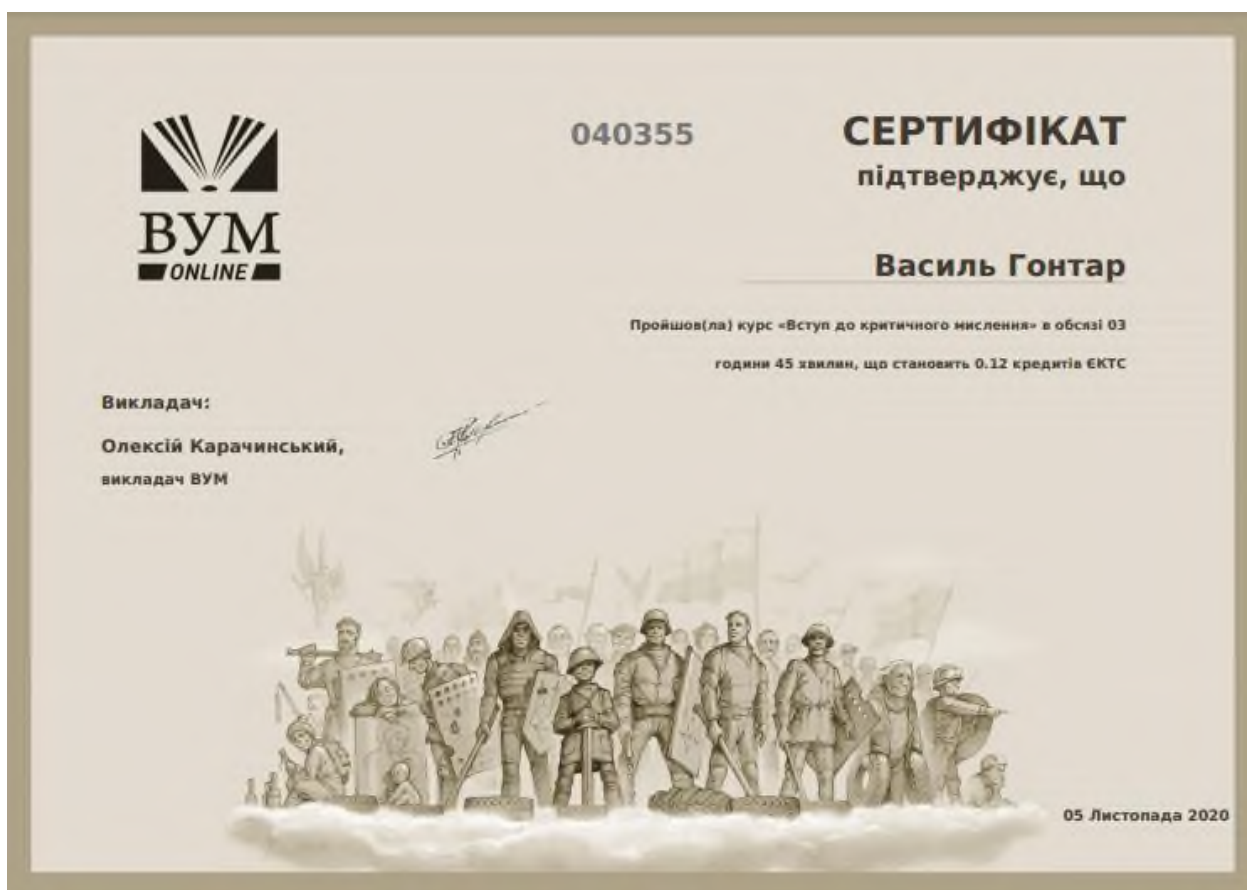 ВУМ
ONLINE
040355
СЕРТИФІКАТ
підтверджує, що
Василь Гонтар
Пройшов(ла) курс «Вступ до критичного мислення» в обсязі 03
години 45 хвилин, що становить 0.12 кредитів ЄКТС
Викладач:
Олексій Карачинський,
викладач ВУМ
05 Листопада 2020